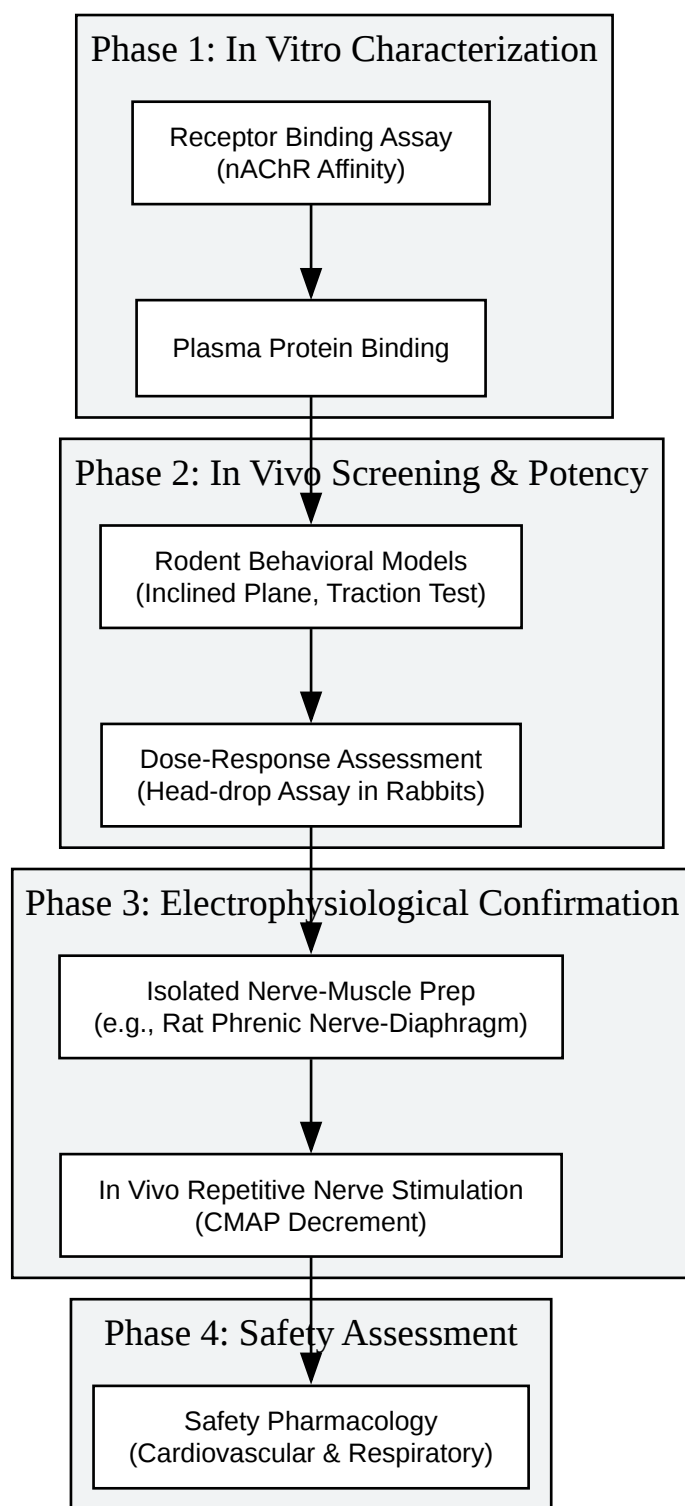 Phase 1: In Vitro Characterization
Receptor Binding Assay
(nAChR Affinity)
Plasma Protein Binding
Phase 2: In Vivo Screening & Potency
Rodent Behavioral Models
(Inclined Plane, Traction Test)
Dose-Response Assessment
(Head-drop Assay in Rabbits)
Phase 3: Electrophysiological Confirmation
Isolated Nerve-Muscle Prep
(e.g., Rat Phrenic Nerve-Diaphragm)
In Vivo Repetitive Nerve Stimulation
(CMAP Decrement)
Phase 4: Safety Assessment
Safety Pharmacology
(Cardiovascular & Respiratory)